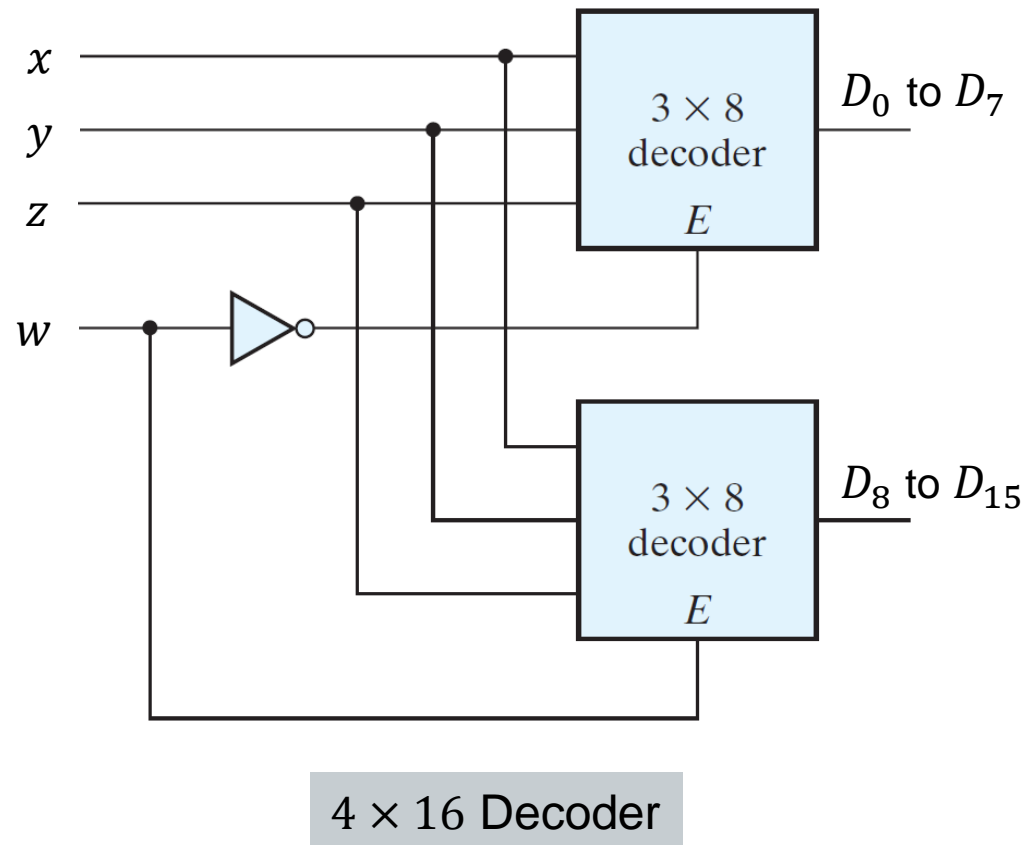 x
y
z
w
3 × 8
decoder
E
D₀ to D₇
3 × 8
decoder
E
D₈ to D₁₅
4 × 16 Decoder